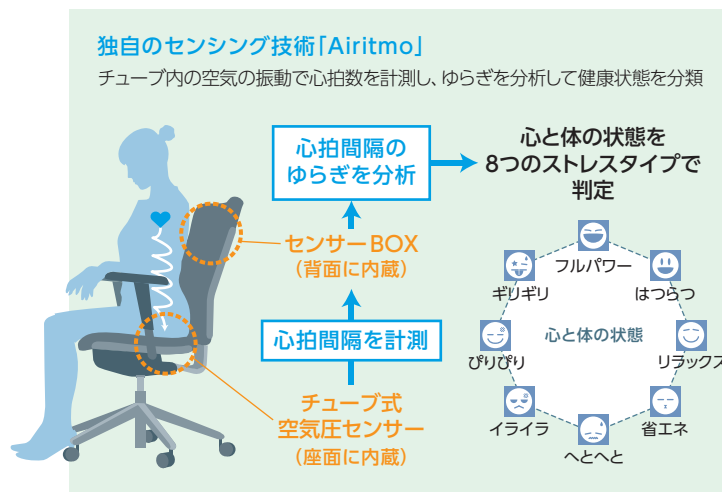 独自のセンシング技術「Airitmo」
チューブ内の空気の振動で心拍数を計測し、ゆらぎを分析して健康状態を分類
心拍間隔の
ゆらぎを分析
心と体の状態を
8つのストレスタイプで
判定
センサーBOX
（背面に内蔵）
心拍間隔を計測
チューブ式
空気圧センサー
（座面に内蔵）
フルパワー
はつらつ
リラックス
省エネ
へとへと
イライラ
ぴりぴり
ギリギリ
心と体の状態